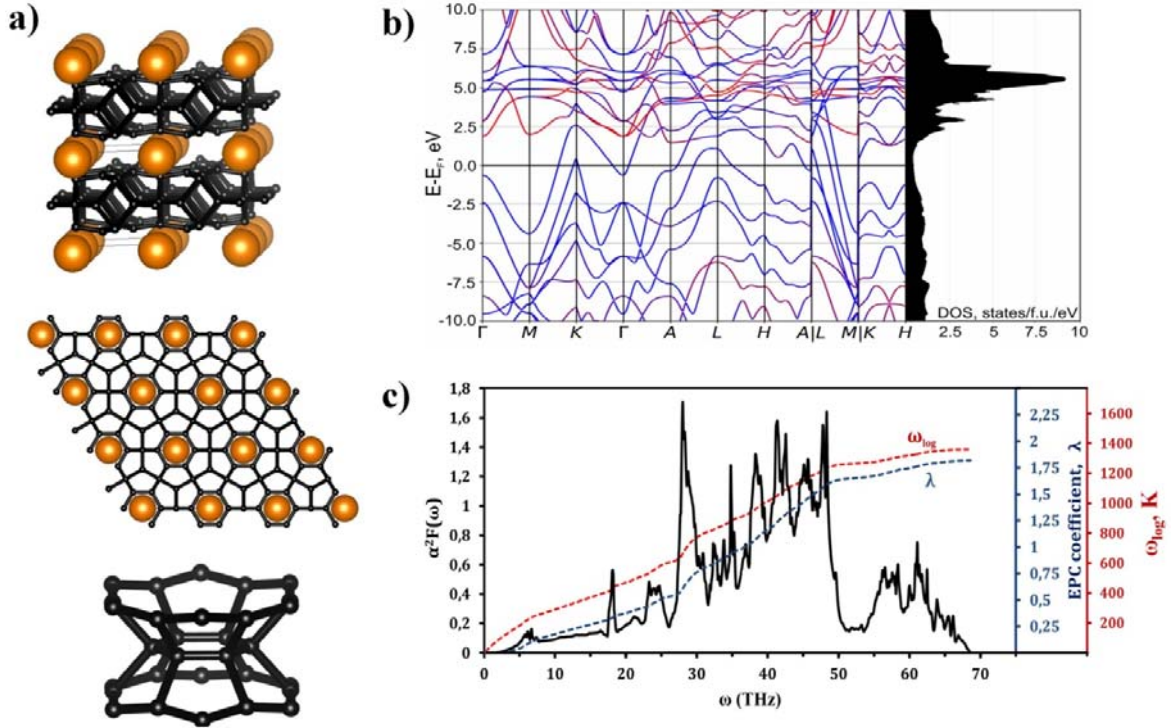 a)
b)
E-E_F, eV
10.0
7.5
5.0
2.5
0.0
-2.5
-5.0
-7.5
-10.0
Γ M K Γ A L H A|L M|K H
DOS, states/f.u./eV
2.5 5 7.5 10
c)
α²F(ω)
1,8
1,6
1,4
1,2
1
0,8
0,6
0,4
0,2
0
0 10 20 30 40 50 60 70
ω (THz)
ω_log
λ
2,25
2
1,75
1,5
1,25
1
0,75
0,5
0,25
EPC coefficient, λ
1600
1400
1200
1000
800
600
400
200
ω_log, K